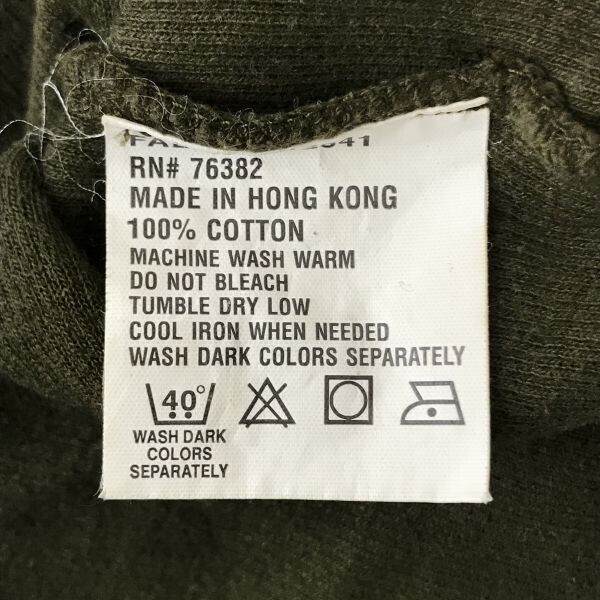 RN# 76382
MADE IN HONG KONG
100% COTTON
MACHINE WASH WARM
DO NOT BLEACH
TUMBLE DRY LOW
COOL IRON WHEN NEEDED
WASH DARK COLORS SEPARATELY
40°
WASH DARK
COLORS
SEPARATELY